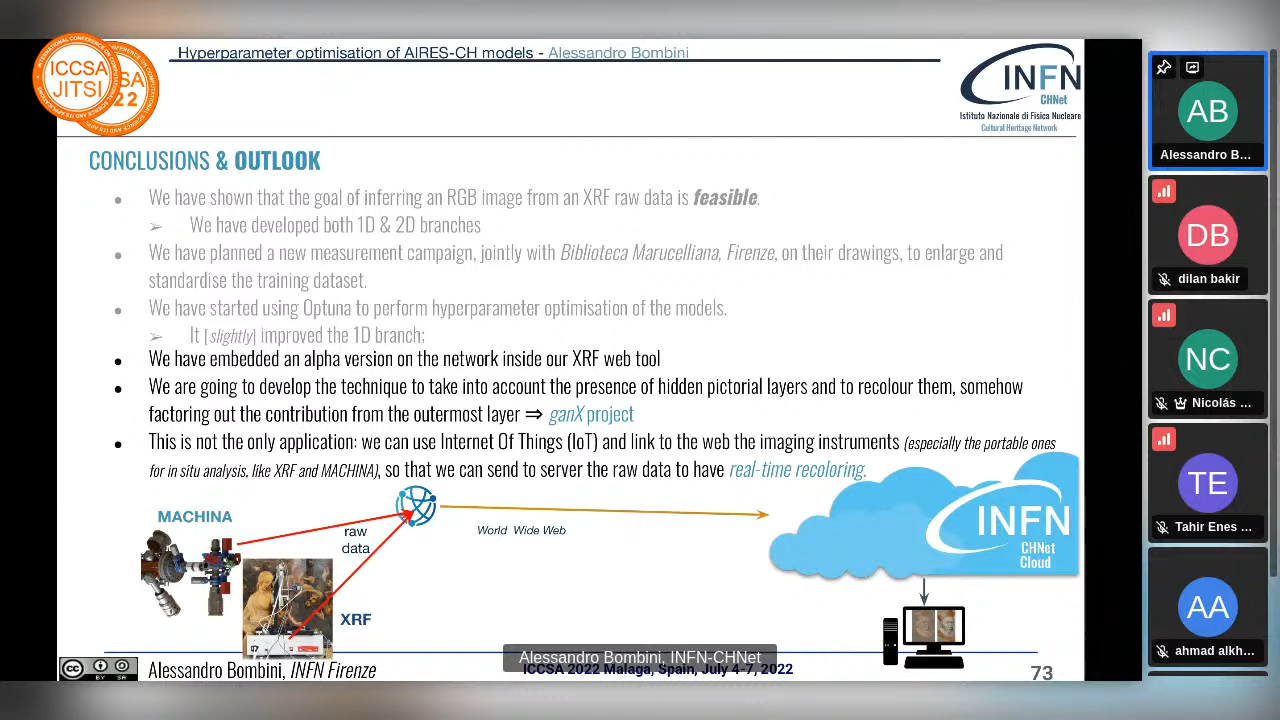 ICCSA
JITSI
SA
22
Hyperparameter optimisation of AIRES-CH models - Alessandro Bombini
INFN
CHNet
Istituto Nazionale di Fisica Nucleare
Cultural Heritage Network
CONCLUSIONS & OUTLOOK
● We have shown that the goal of inferring an RGB image from an XRF raw data is feasible.
➢ We have developed both 1D & 2D branches
● We have planned a new measurement campaign, jointly with Biblioteca Marucelliana, Firenze, on their drawings, to enlarge and
standardise the training dataset.
● We have started using Optuna to perform hyperparameter optimisation of the models.
➢ It [slightly] improved the 1D branch;
● We have embedded an alpha version on the network inside our XRF web tool
● We are going to develop the technique to take into account the presence of hidden pictorial layers and to recolour them, somehow
factoring out the contribution from the outermost layer ⇒ ganX project
● This is not the only application: we can use Internet Of Things (IoT) and link to the web the imaging instruments (especially the portable ones
for in situ analysis, like XRF and MACHINA), so that we can send to server the raw data to have real-time recoloring.
MACHINA
raw
data
World Wide Web
XRF
INFN
CHNet
Cloud
CC BY SA
Alessandro Bombini, INFN Firenze
Alessandro Bombini, INFN-CHNet
ICCSA 2022 Malaga, Spain, July 4-7, 2022
73
AB
Alessandro B...
DB
dilan bakir
NC
Nicolás ...
TE
Tahir Enes ...
AA
ahmad alkh...